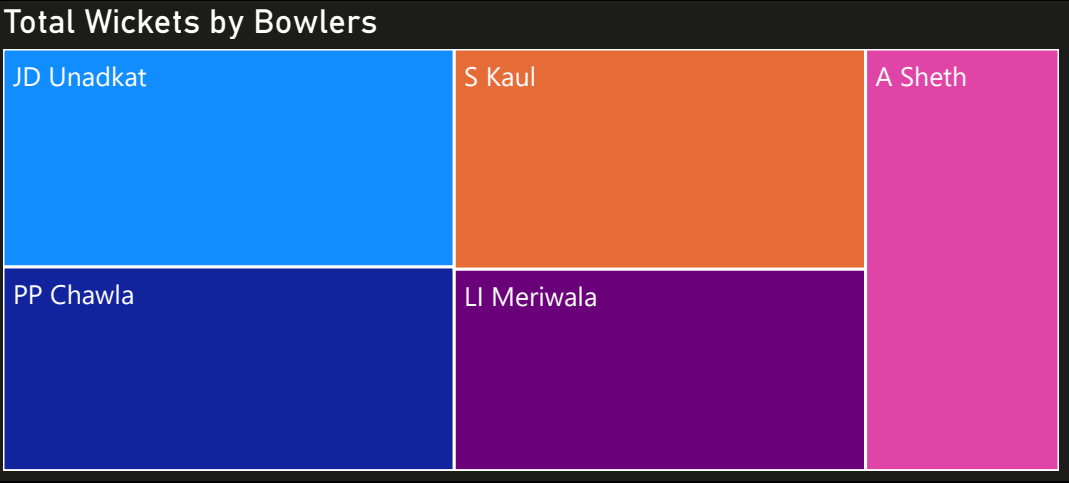 Total Wickets by Bowlers
JD Unadkat
S Kaul
A Sheth
PP Chawla
LI Meriwala